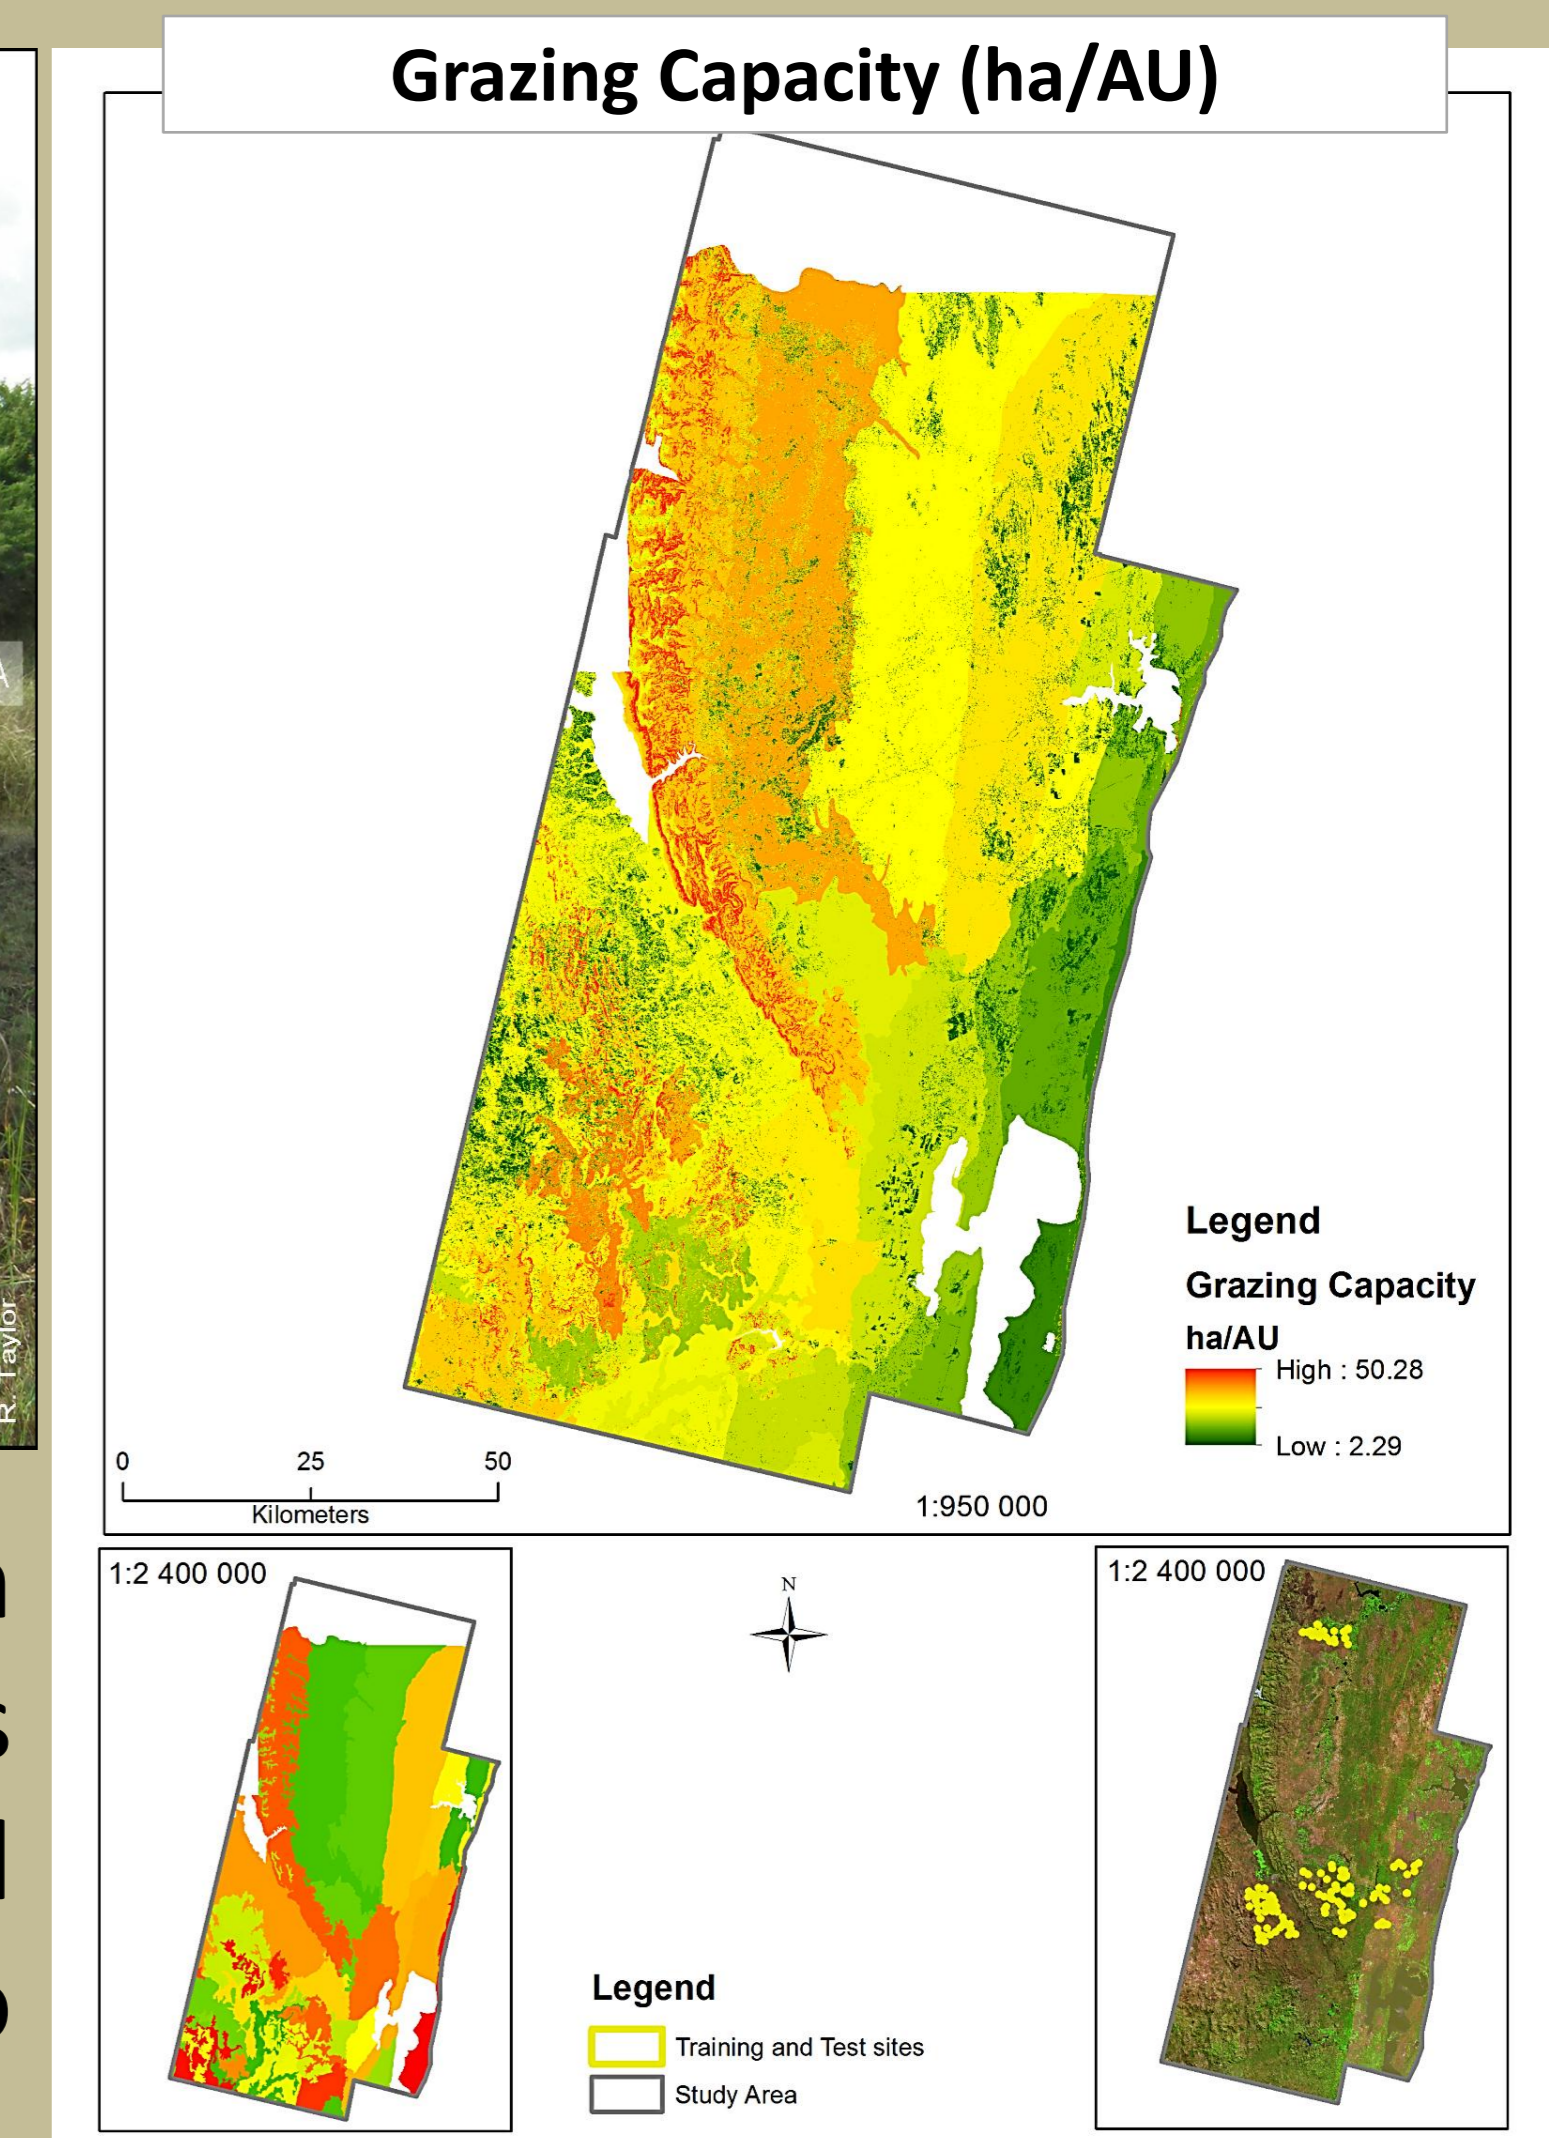 Grazing Capacity (ha/AU)
A
R. Taylor
Legend
Grazing Capacity
ha/AU
High : 50.28
Low : 2.29
0 25 50
Kilometers
1:950 000
1:2 400 000
N
1:2 400 000
Legend
Training and Test sites
Study Area